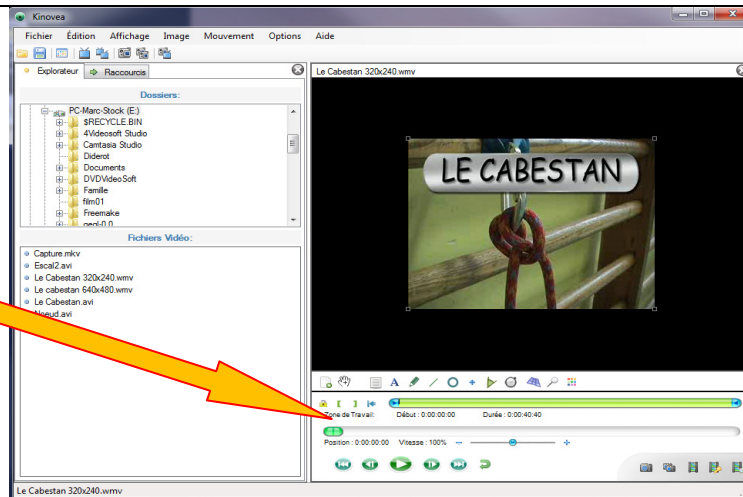 Kinovea
Fichier Édition Affichage Image Mouvement Options Aide
Explorateur Raccourcis
Dossiers:
PC-Marc-Stock (E:)
$RECYCLE.BIN
4Videosoft Studio
Camtasia Studio
Diderot
Documents
DVDVideoSoft
Famille
film01
Freemake
geol-0.0
Fichiers Vidéo:
Capture.mkv
Escal2.avi
Le Cabestan 320x240.wmv
Le cabestan 640x480.wmv
Le Cabestan.avi
Noeud.avi
Le Cabestan 320x240.wmv
LE CABESTAN
Zone de Travail: Début : 0:00:00:00 Durée : 0:00:40:40
Position : 0:00:00:00 Vitesse : 100%
Le Cabestan 320x240.wmv